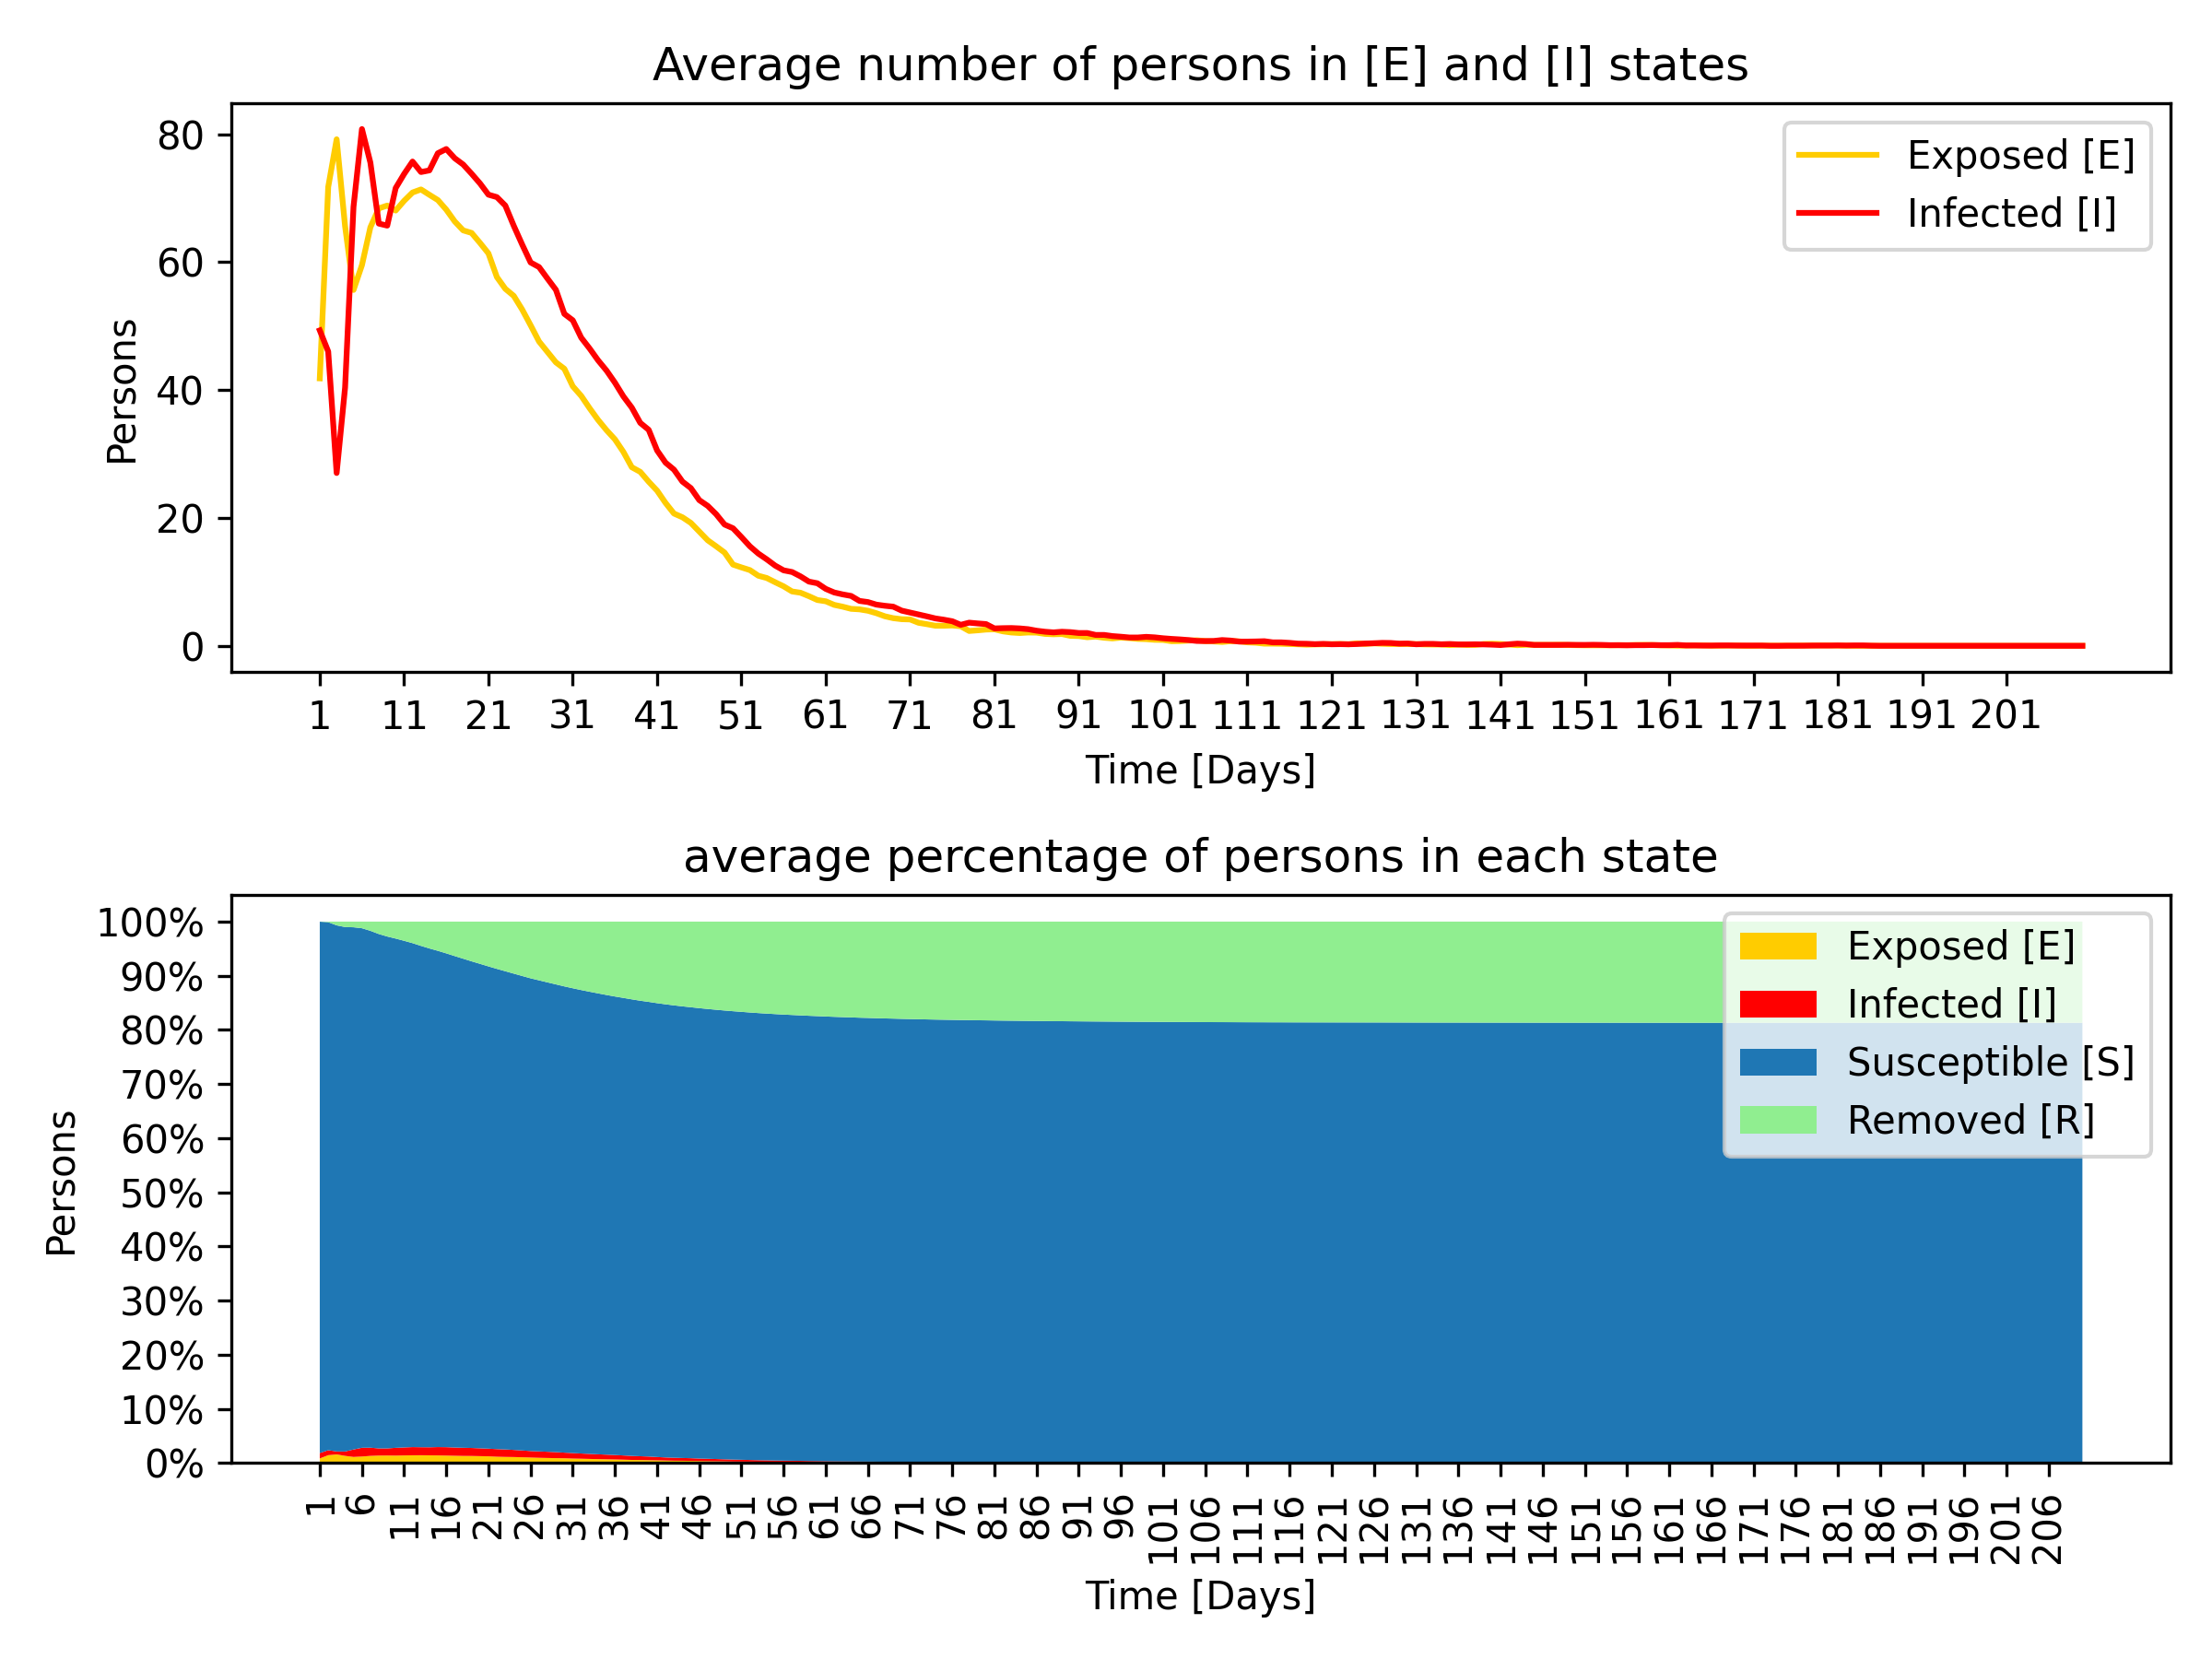 Average number of persons in [E] and [I] states
80
60
40
20
0
Persons
Exposed [E]
Infected [I]
1 11 21 31 41 51 61 71 81 91 101 111 121 131 141 151 161 171 181 191 201
Time [Days]
average percentage of persons in each state
100%
90%
80%
70%
60%
50%
40%
30%
20%
10%
0%
Persons
Exposed [E]
Infected [I]
Susceptible [S]
Removed [R]
1 6 11 16 21 26 31 36 41 46 51 56 61 66 71 76 81 86 91 96 101 106 111 116 121 126 131 136 141 146 151 156 161 166 171 176 181 186 191 196 201 206
Time [Days]